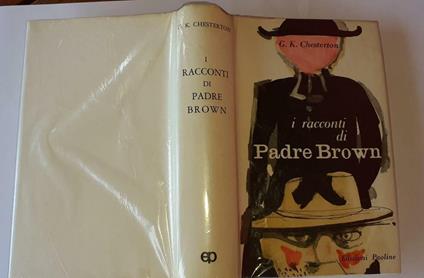 G. K. CHESTERTON
I
RACCONTI
DI
PADRE
BROWN
ep
G. K. Chesterton
i racconti
di
Padre Brown
Edizioni Paoline